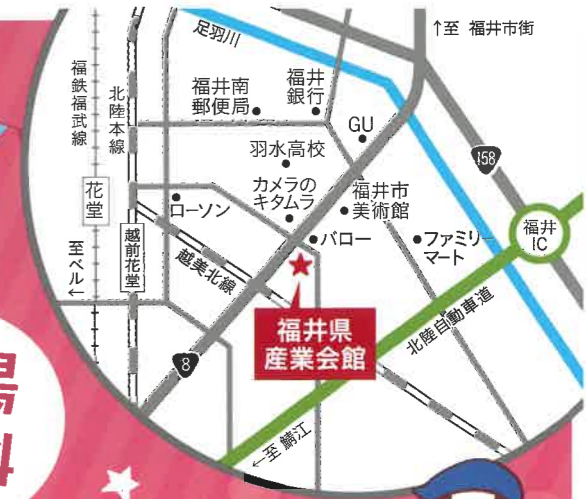 ↑至 福井市街
足羽川
福鉄福武線
北陸本線
福井南
郵便局
福井
銀行
GU
158
羽水高校
花堂
ローソン
カメラの
キタムラ
福井市
美術館
福井
IC
越前花堂
バロー
ファミリー
マート
至ベル←
越美北線
福井県
産業会館
北陸自動車道
8
←至 鯖江
場
料